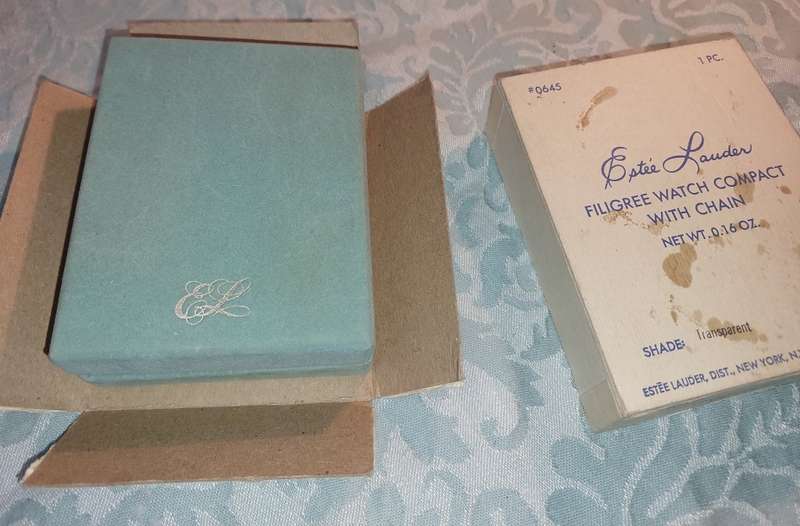 EL
#0645
1 PC.
Estée Lauder
FILIGREE WATCH COMPACT
WITH CHAIN
NET WT. 0.16 OZ.
SHADE: Transparent
ESTÉE LAUDER, DIST., NEW YORK, N.